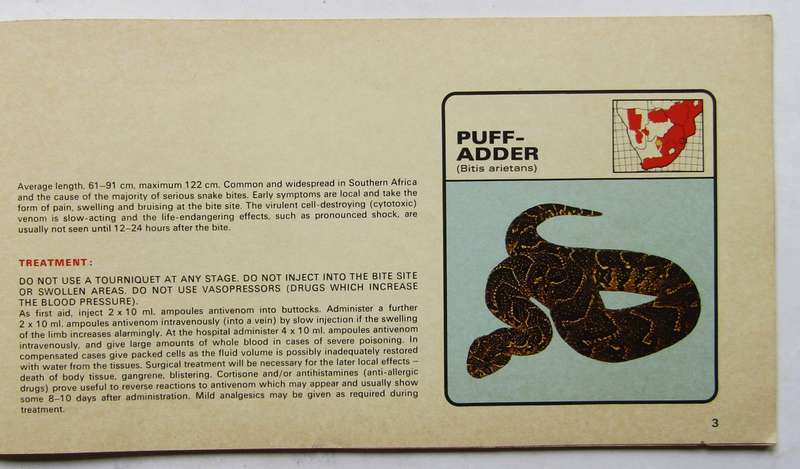 Average length, 61–91 cm, maximum 122 cm. Common and widespread in Southern Africa
and the cause of the majority of serious snake bites. Early symptoms are local and take the
form of pain, swelling and bruising at the bite site. The virulent cell-destroying (cytotoxic)
venom is slow-acting and the life-endangering effects, such as pronounced shock, are
usually not seen until 12–24 hours after the bite.
TREATMENT:
DO NOT USE A TOURNIQUET AT ANY STAGE. DO NOT INJECT INTO THE BITE SITE
OR SWOLLEN AREAS. DO NOT USE VASOPRESSORS (DRUGS WHICH INCREASE
THE BLOOD PRESSURE).
As first aid, inject 2 x 10 ml. ampoules antivenom into buttocks. Administer a further
2 x 10 ml. ampoules antivenom intravenously (into a vein) by slow injection if the swelling
of the limb increases alarmingly. At the hospital administer 4 x 10 ml. ampoules antivenom
intravenously, and give large amounts of whole blood in cases of severe poisoning. In
compensated cases give packed cells as the fluid volume is possibly inadequately restored
with water from the tissues. Surgical treatment will be necessary for the later local effects –
death of body tissue, gangrene, blistering. Cortisone and/or antihistamines (anti-allergic
drugs) prove useful to reverse reactions to antivenom which may appear and usually show
some 8–10 days after administration. Mild analgesics may be given as required during
treatment.
PUFF-
ADDER
(Bitis arietans)
3